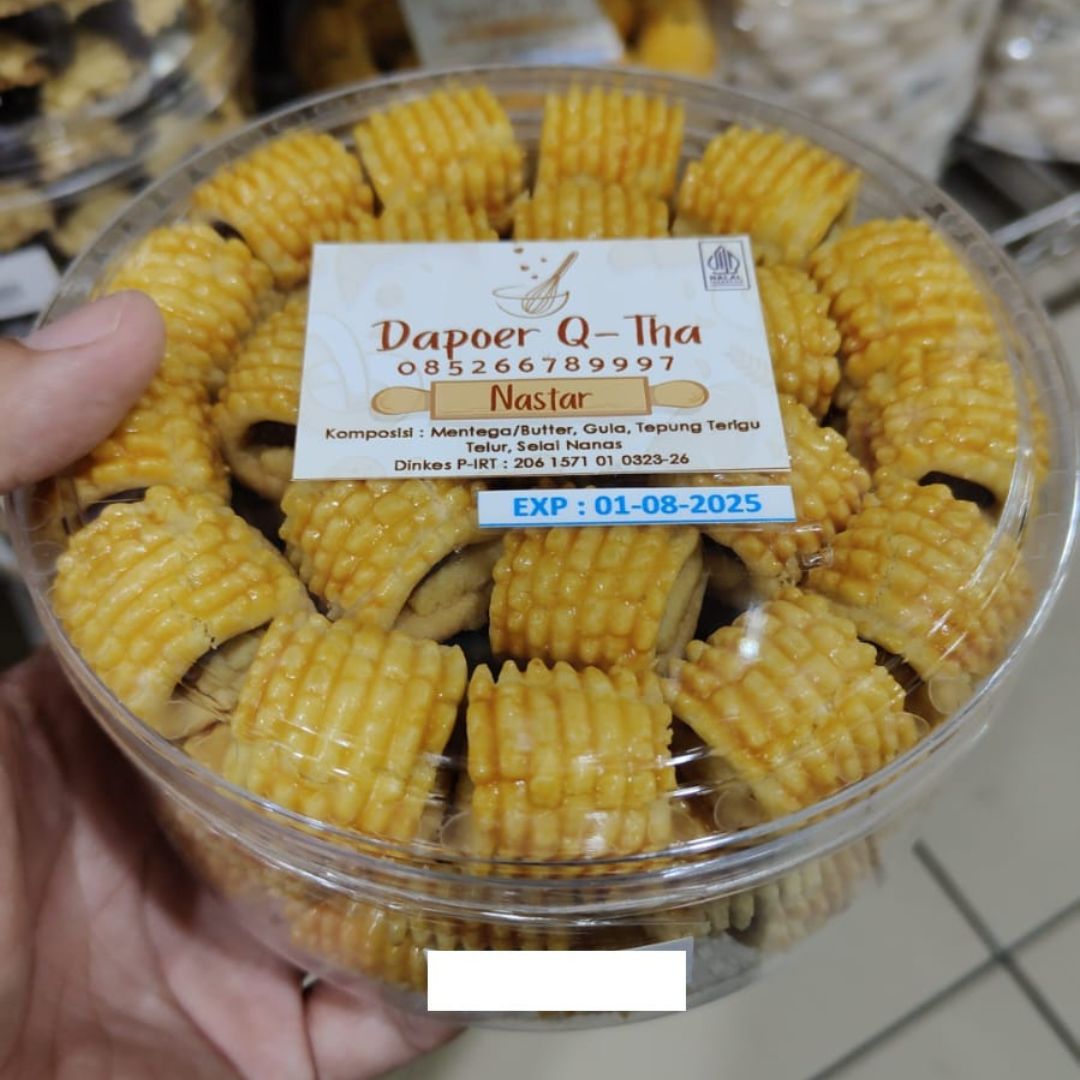 HALAL
Dapoer Q-Tha
085266789997
Nastar
Komposisi : Mentega/Butter, Gula, Tepung Terigu
Telur, Selai Nanas
Dinkes P-IRT : 206 1571 01 0323-26
EXP : 01-08-2025